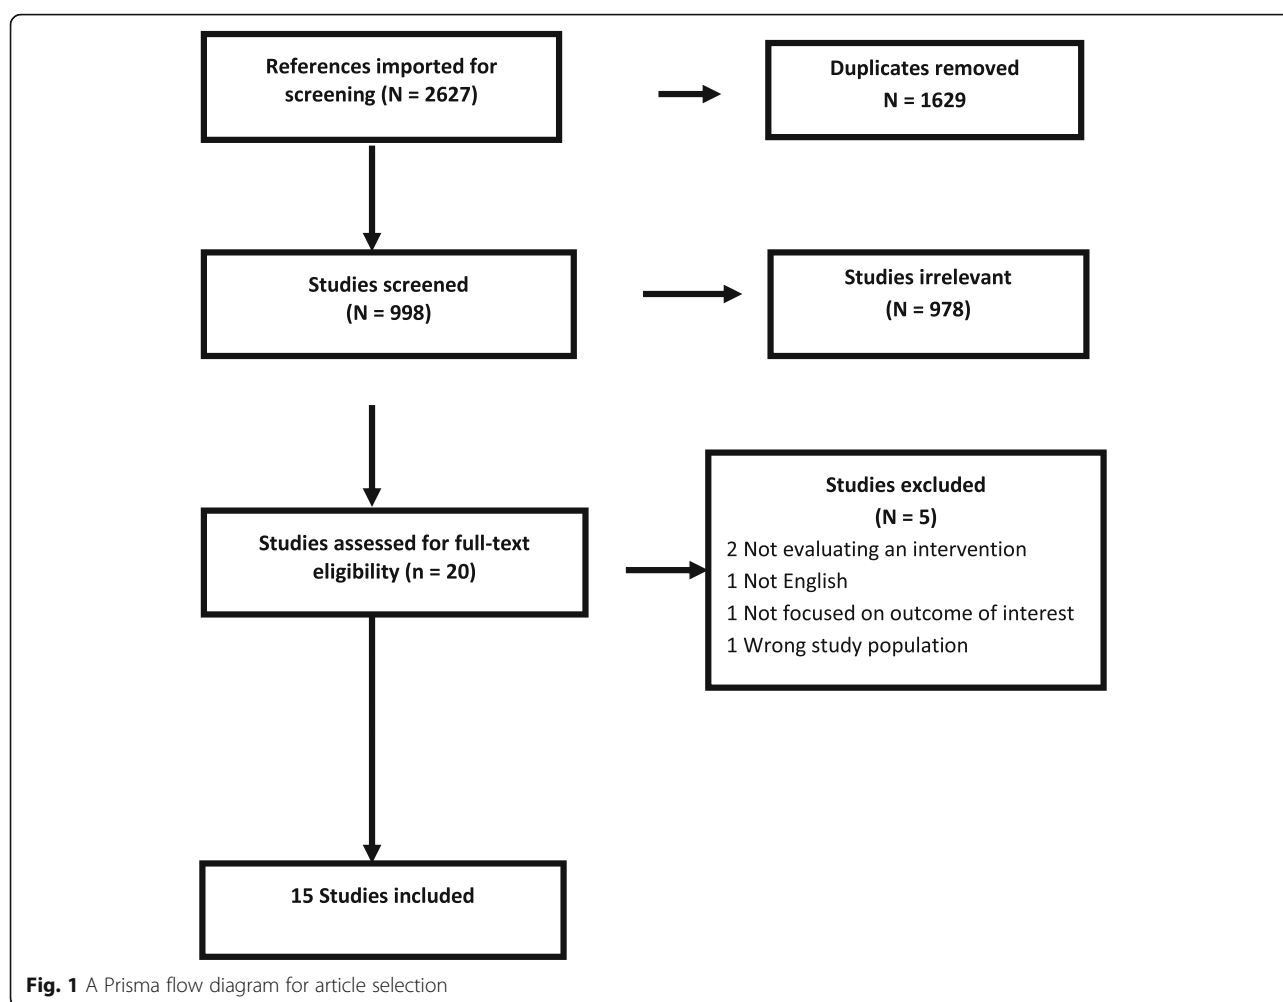 References imported for
screening (N = 2627)
Duplicates removed
N = 1629
Studies screened
(N = 998)
Studies irrelevant
(N = 978)
Studies assessed for full-text
eligibility (n = 20)
Studies excluded
(N = 5)
2 Not evaluating an intervention
1 Not English
1 Not focused on outcome of interest
1 Wrong study population
15 Studies included
Fig. 1 A Prisma flow diagram for article selection